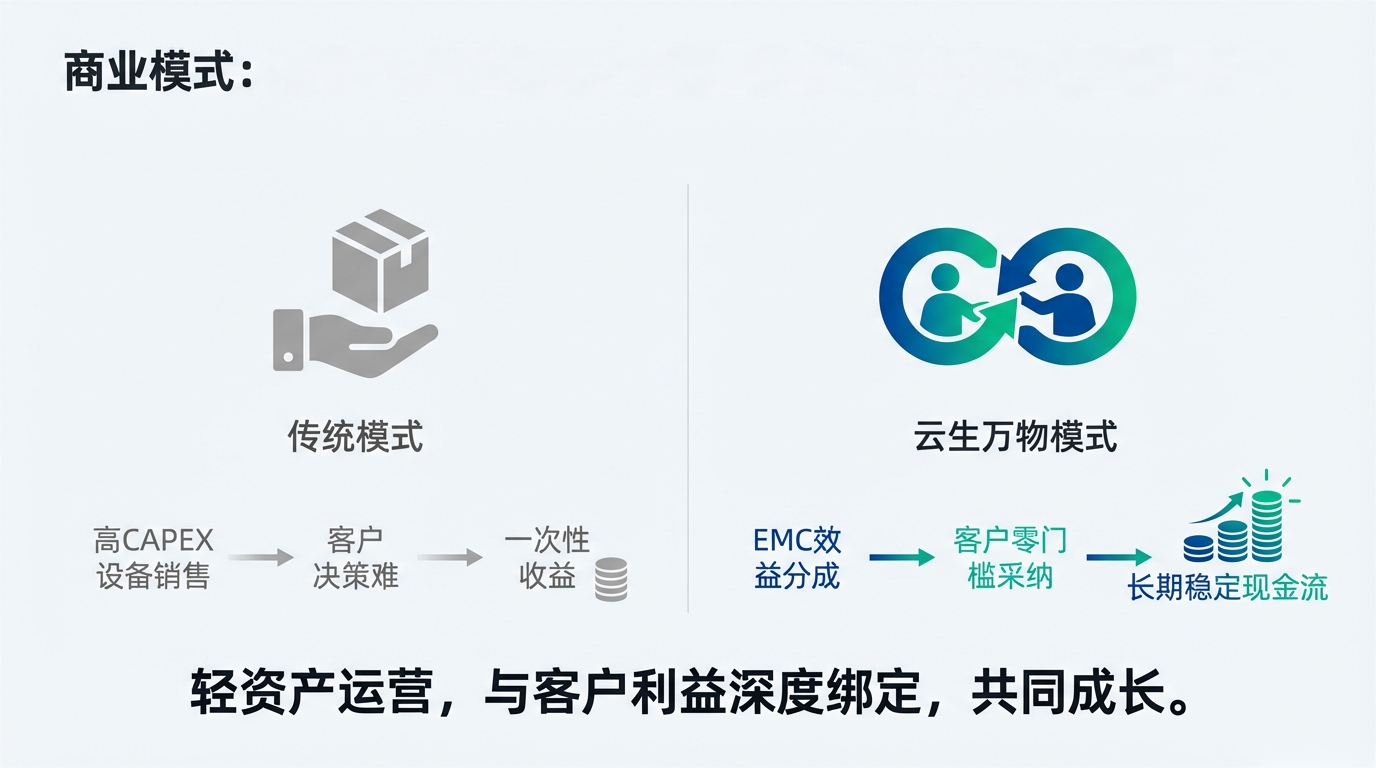 商业模式：
传统模式
高CAPEX
设备销售
客户
决策难
一次性
收益
云生万物模式
EMC效
益分成
客户零门
槛采纳
长期稳定现金流
轻资产运营，与客户利益深度绑定，共同成长。